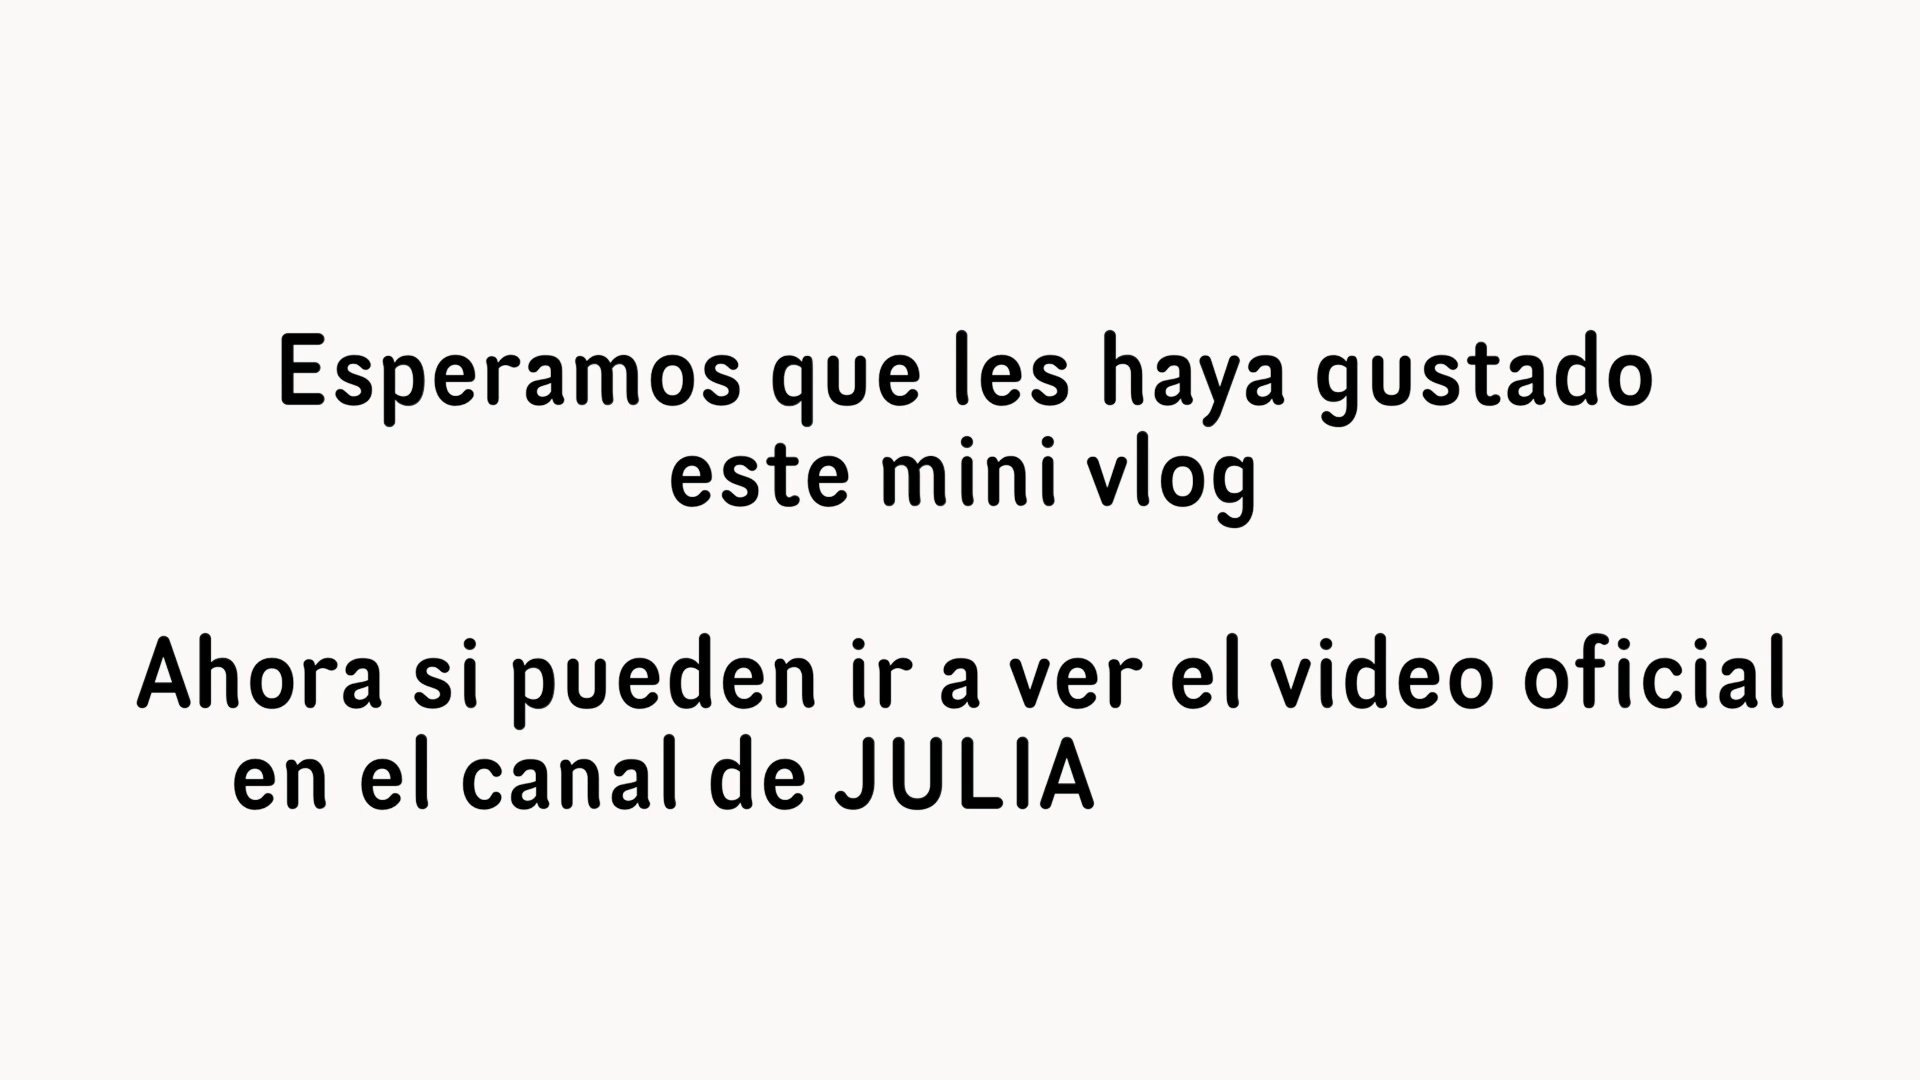 Esperamos que les haya gustado
este mini vlog
Ahora si pueden ir a ver el video oficial
en el canal de JULIA